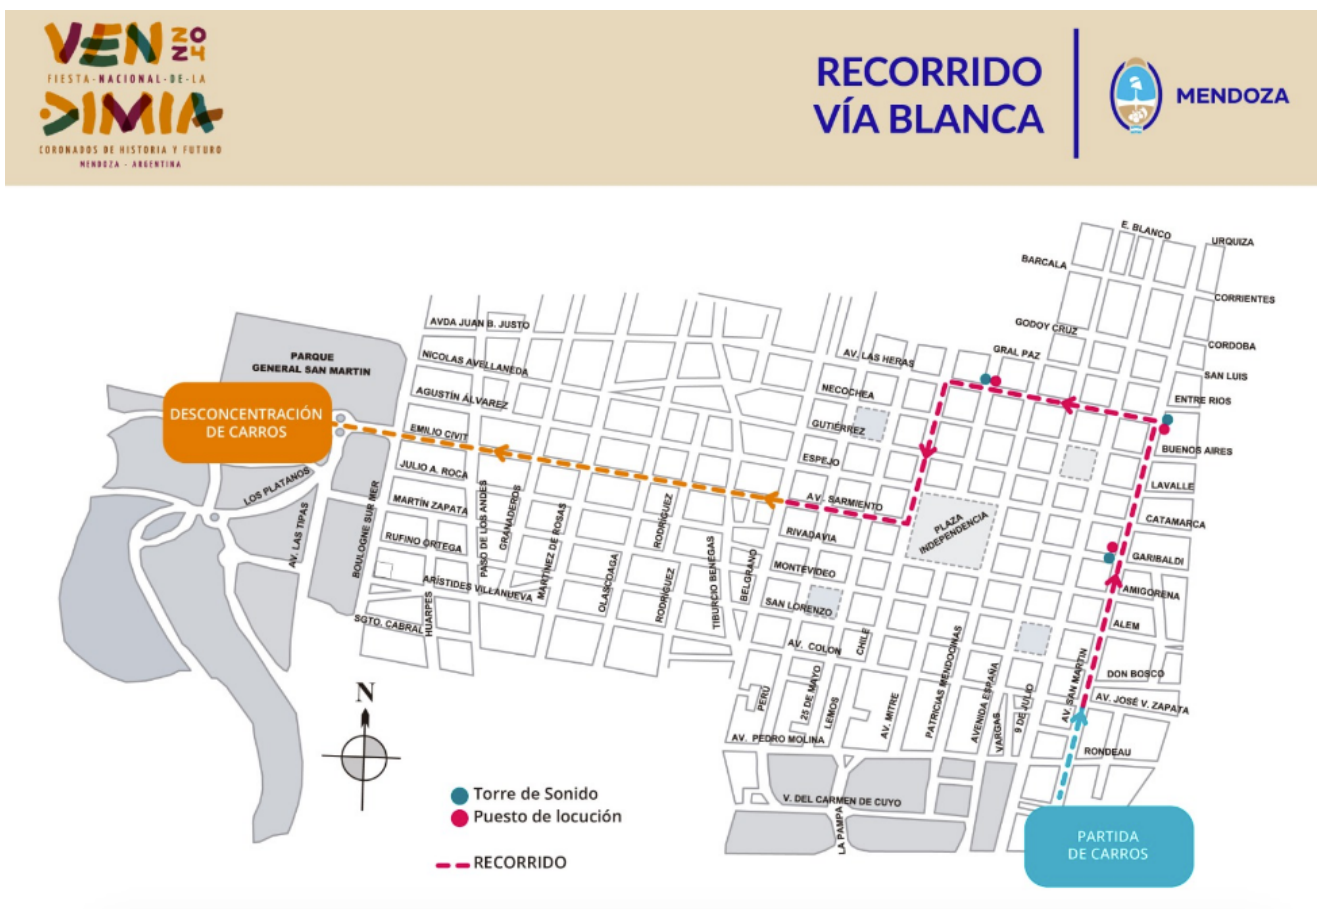 VEN 2024
FIESTA-NACIONAL-DE-LA
DIMIA
CORONADOS DE HISTORIA Y FUTURO
MENDOZA - ARGENTINA
RECORRIDO
VÍA BLANCA
MENDOZA
E. BLANCO
URQUIZA
BARCALA
CORRIENTES
GODOY CRUZ
CORDOBA
GRAL PAZ
SAN LUIS
ENTRE RIOS
BUENOS AIRES
LAVALLE
CATAMARCA
GARIBALDI
AMIGORENA
ALEM
DON BOSCO
AV. JOSÉ V. ZAPATA
RONDEAU
AVDA JUAN B. JUSTO
NICOLAS AVELLANEDA
AGUSTÍN ÁLVAREZ
EMILIO CIVIT
JULIO A. ROCA
MARTÍN ZAPATA
RUFINO ORTEGA
ARÍSTIDES VILLANUEVA
SGTO. CABRAL
PARQUE
GENERAL SAN MARTIN
DESCONCENTRACIÓN
DE CARROS
LOS PLATANOS
AV. LAS TIPAS
BOULOGNE SUR MER
HUARPES
PASO DE LOS ANDES
GRANADEROS
MARTINEZ DE ROSAS
OLASCOAGA
RODRIGUEZ
RODRIGUEZ
TIBURCIO BENEGAS
BELGRANO
AV. LAS HERAS
NECOCHEA
GUTIÉRREZ
ESPEJO
AV. SARMIENTO
RIVADAVIA
MONTEVIDEO
SAN LORENZO
AV. COLON
PLAZA
INDEPENDENCIA
PERÚ
25 DE MAYO
LEMOS
CHILE
AV. MITRE
PATRICIAS MENDOCINAS
AVENIDA ESPAÑA
VARGAS
9 DE JULIO
AV. SAN MARTIN
AV. PEDRO MOLINA
V. DEL CARMEN DE CUYO
LA PAMPA
N
Torre de Sonido
Puesto de locución
RECORRIDO
PARTIDA
DE CARROS